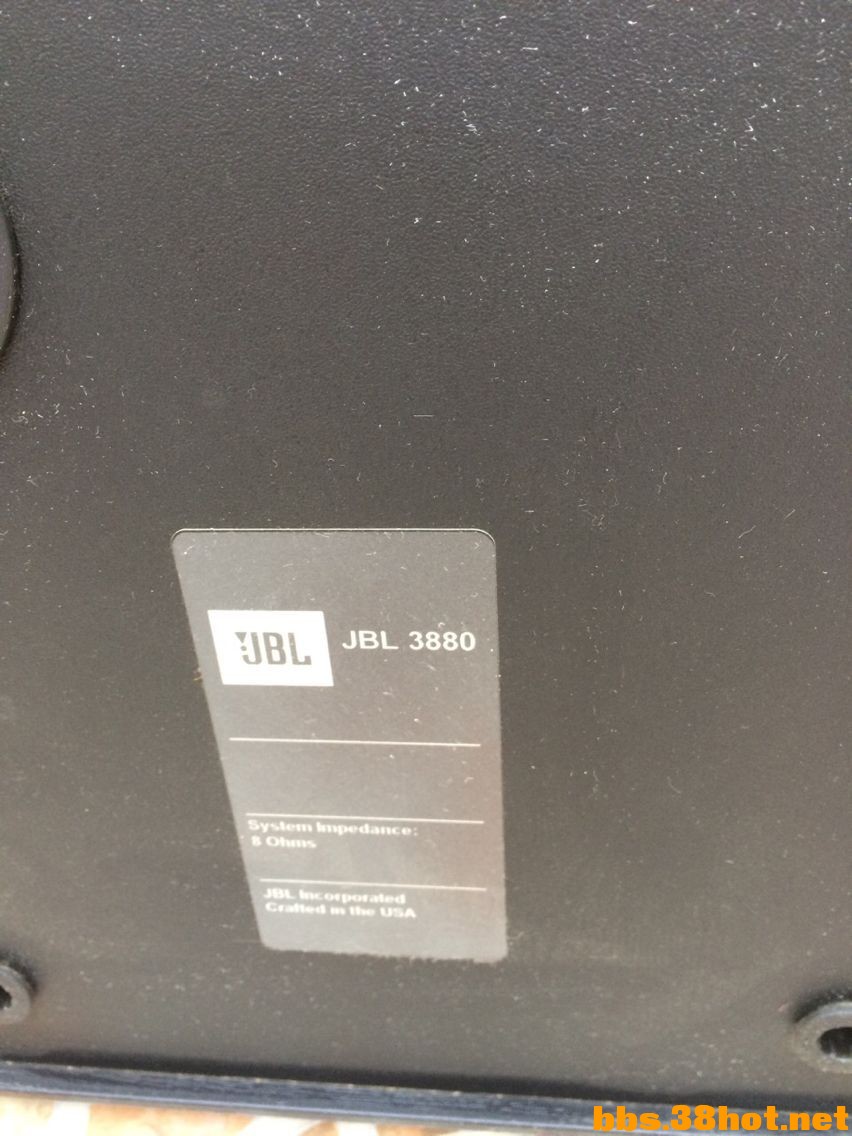 JBL JBL 3880
System Impedance:
8 Ohms
JBL Incorporated
Crafted in the USA
bbs.38hot.net